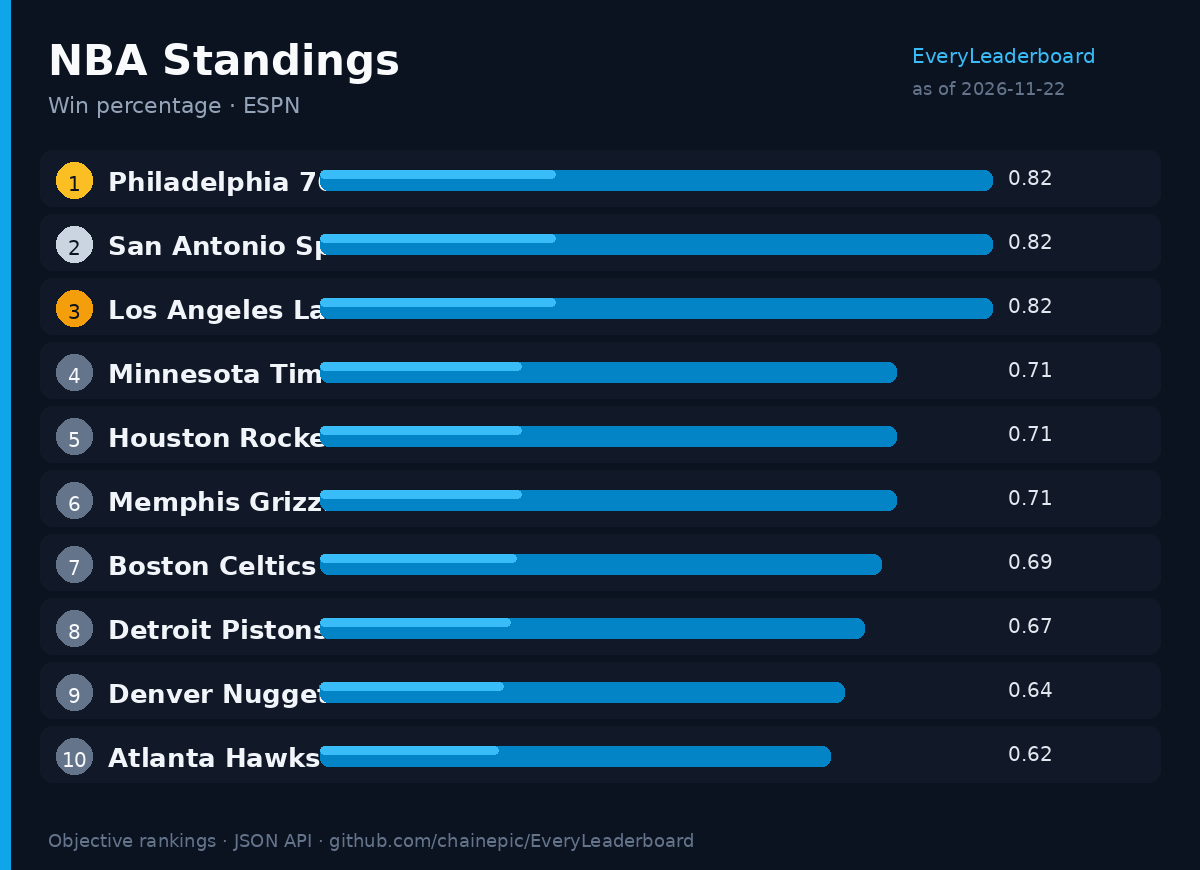 NBA Standings
EveryLeaderboard
Win percentage · ESPN
as of 2026-11-22
1 Philadelphia 7 0.82
2 San Antonio Sp 0.82
3 Los Angeles La 0.82
4 Minnesota Tim 0.71
5 Houston Rocke 0.71
6 Memphis Grizz 0.71
7 Boston Celtics 0.69
8 Detroit Pistons 0.67
9 Denver Nugget 0.64
10 Atlanta Hawks 0.62
Objective rankings · JSON API · github.com/chainepic/EveryLeaderboard